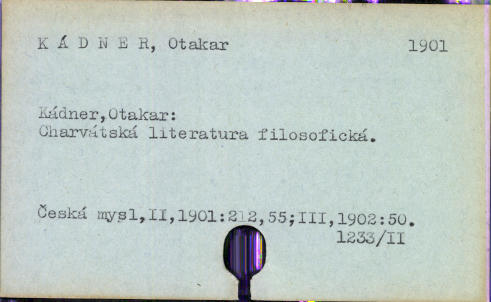 K Á D N E R, Otakar 1901
Kádner,Otakar:
Charvátská literatura filosofická.
Česká mysl,II,1901:212,55;III,1902:50.
1233/II